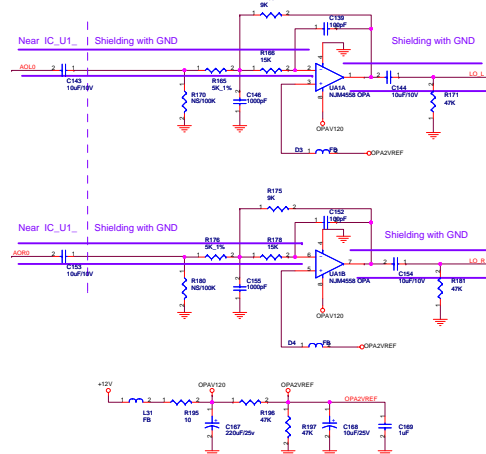 9K
C139
100pF
Near IC_U1_
Shielding with GND
Shielding with GND
R166
15K
AOL0
1
2
C143
10uF/10V
R165
5K_1%
UA1A
NJM4558 OPA
C144
10uF/10V
LO_L
R170
NS/100K
C146
1000pF
R171
47K
OPAV120
D3
FB
OPA2VREF
R175
9K
C152
100pF
Near IC_U1_
Shielding with GND
Shielding with GND
R176
5K_1%
R178
15K
AOR0
C153
10uF/10V
UA1B
NJM4558 OPA
C154
10uF/10V
LO_R
R180
NS/100K
C155
1000pF
R181
47K
OPAV120
D4
FB
OPA2VREF
+12V
OPAV120
OPA2VREF
OPA2VREF
L31
FB
R195
10
C167
220uF/25v
R196
47K
R197
47K
C168
10uF/25V
C169
1uF